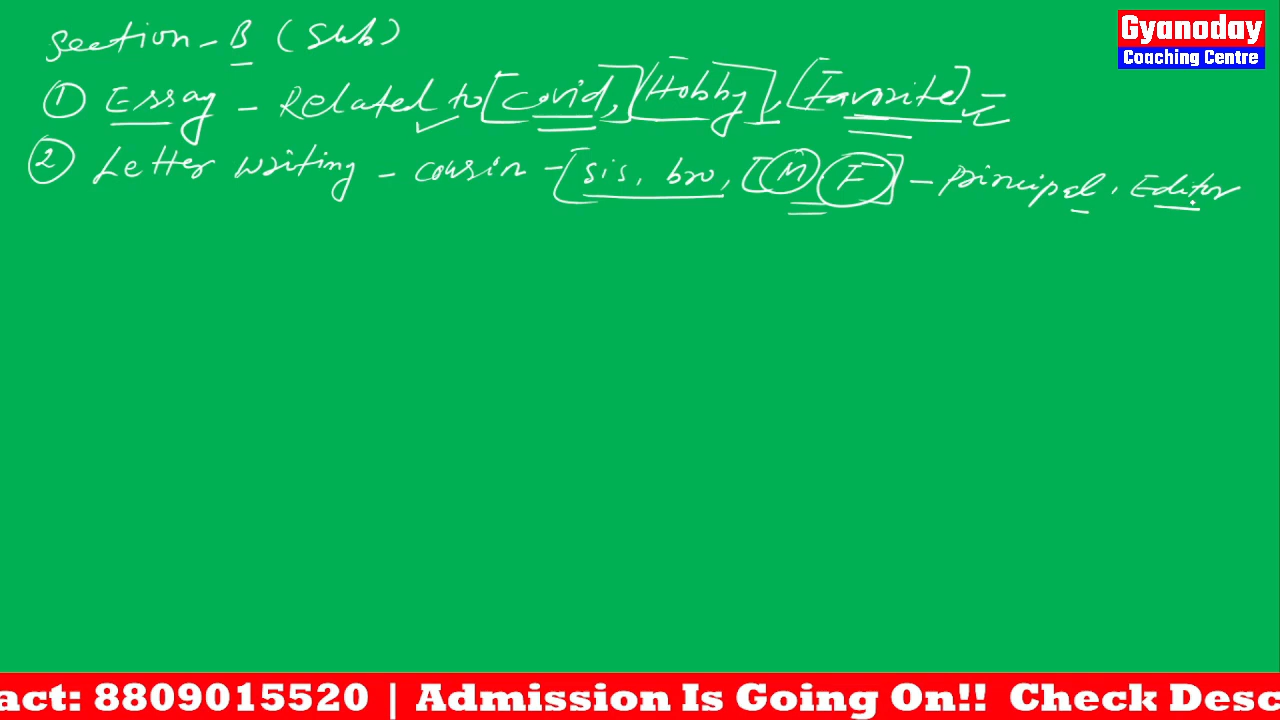 Section - B (Sub)
Gyanoday
Coaching Centre
① Essay - Related to [Covid,] [Hobby], [Favorite] -
② Letter writing - cousin - [sis, bro, [M F] - principal, Editor
act: 8809015520 | Admission Is Going On!! Check Desc